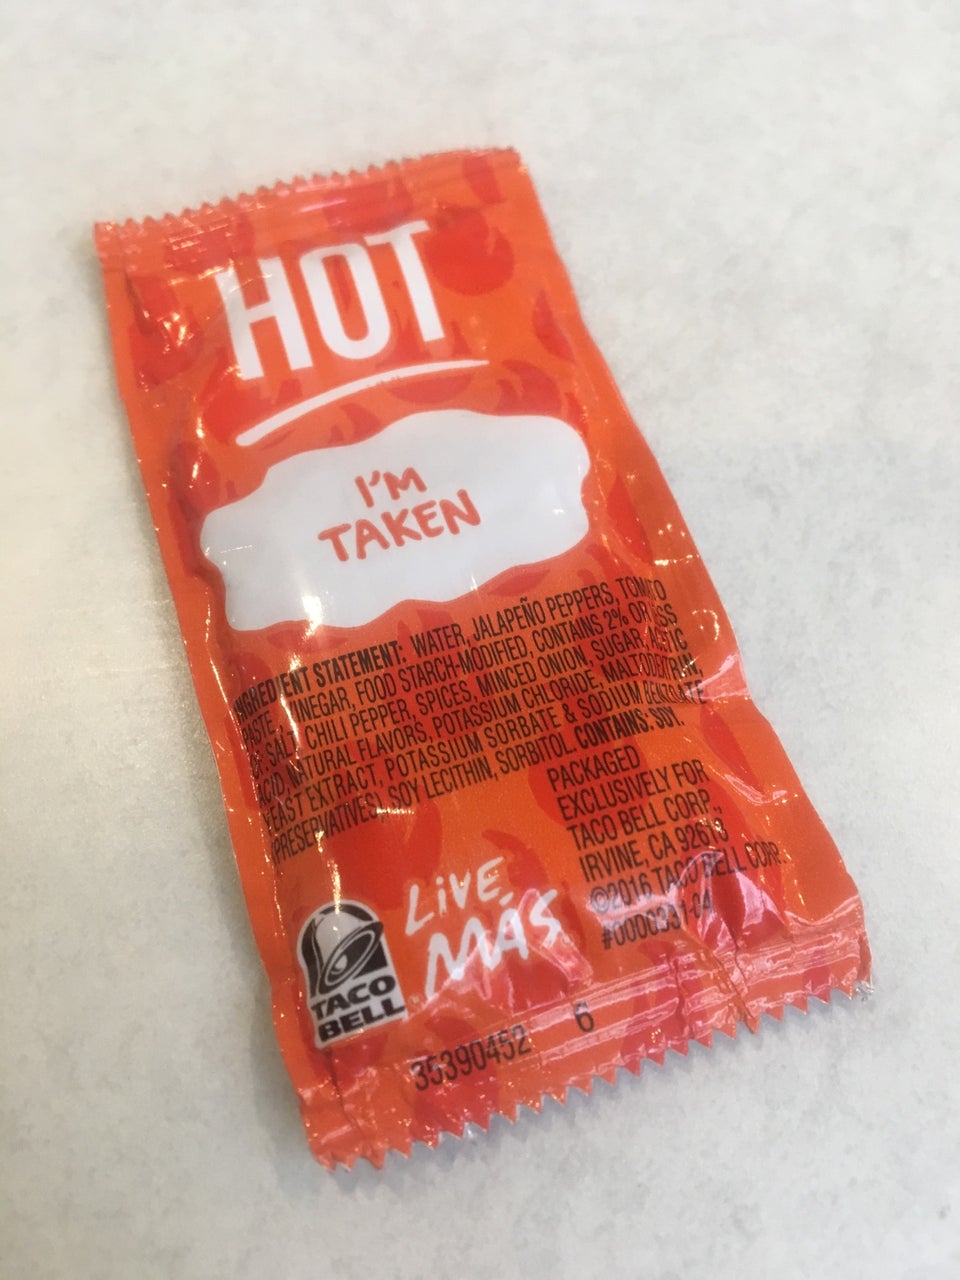 HOT
I'M
TAKEN
INGREDIENT STATEMENT: WATER, JALAPEÑO PEPPERS, TOMATO
PASTE, VINEGAR, FOOD STARCH-MODIFIED, CONTAINS 2% OR LESS
OF SALT, CHILI PEPPER, SPICES, MINCED ONION, SUGAR, ACETIC
ACID, NATURAL FLAVORS, POTASSIUM CHLORIDE, MALTODEXTRIN,
YEAST EXTRACT, POTASSIUM SORBATE & SODIUM BENZOATE
(PRESERVATIVES), SOY LECITHIN, SORBITOL. CONTAINS: SOY.
PACKAGED
EXCLUSIVELY FOR
TACO BELL CORP.,
IRVINE, CA 92618
©2016 TACO BELL CORP.
#0000331-04
LIVE
MÁS
TACO
BELL
35390452 6